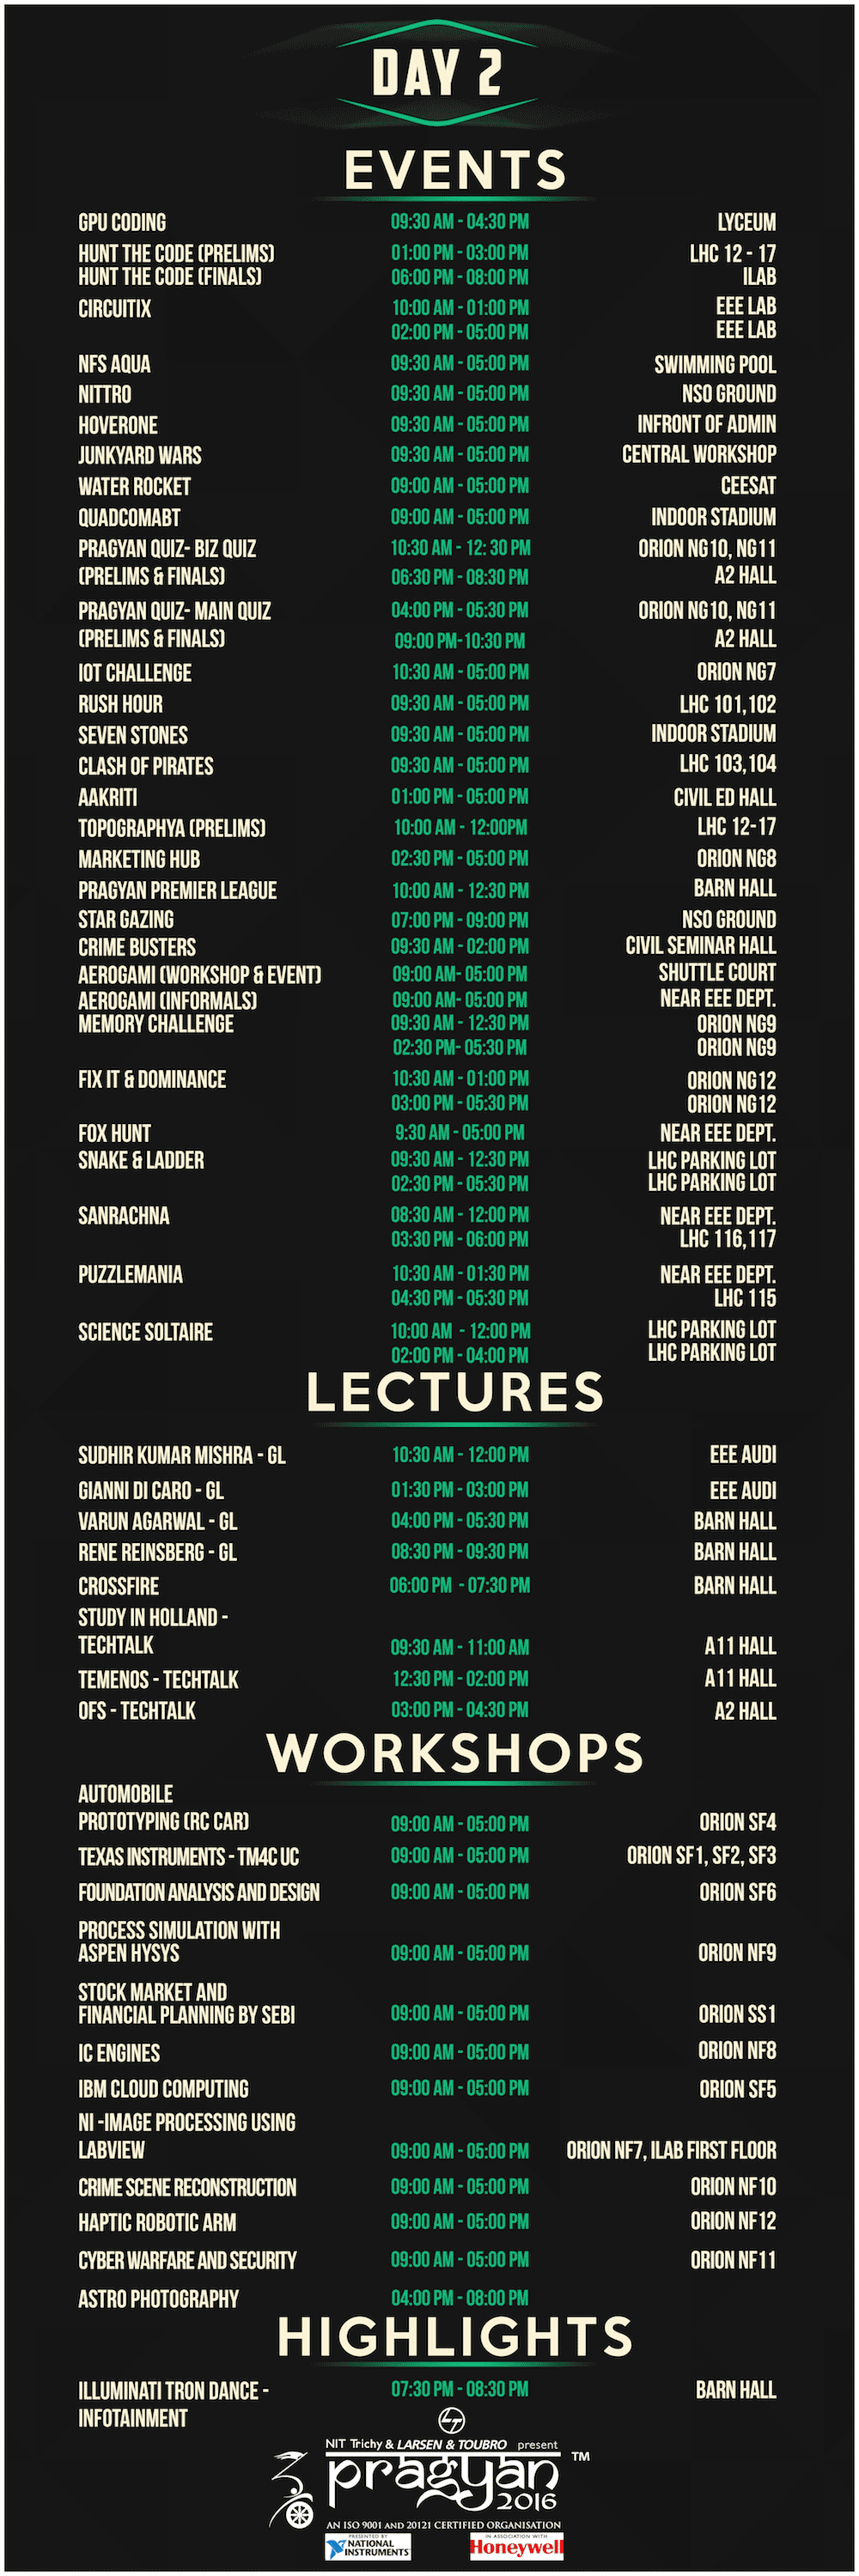 DAY 2
EVENTS
GPU CODING 09:30 AM - 04:30 PM LYCEUM
HUNT THE CODE (PRELIMS) 01:00 PM - 03:00 PM LHC 12 - 17
HUNT THE CODE (FINALS) 06:00 PM - 08:00 PM ILAB
CIRCUITIX 10:00 AM - 01:00 PM EEE LAB
02:00 PM - 05:00 PM EEE LAB
NFS AQUA 09:30 AM - 05:00 PM SWIMMING POOL
NITTRO 09:30 AM - 05:00 PM NSO GROUND
HOVERONE 09:30 AM - 05:00 PM INFRONT OF ADMIN
JUNKYARD WARS 09:30 AM - 05:00 PM CENTRAL WORKSHOP
WATER ROCKET 09:00 AM - 05:00 PM CEESAT
QUADCOMABT 09:00 AM - 05:00 PM INDOOR STADIUM
PRAGYAN QUIZ- BIZ QUIZ 10:30 AM - 12: 30 PM ORION NG10, NG11
(PRELIMS & FINALS) 06:30 PM - 08:30 PM A2 HALL
PRAGYAN QUIZ- MAIN QUIZ 04:00 PM - 05:30 PM ORION NG10, NG11
(PRELIMS & FINALS) 09:00 PM-10:30 PM A2 HALL
IOT CHALLENGE 10:30 AM - 05:00 PM ORION NG7
RUSH HOUR 09:30 AM - 05:00 PM LHC 101,102
SEVEN STONES 09:30 AM - 05:00 PM INDOOR STADIUM
CLASH OF PIRATES 09:30 AM - 05:00 PM LHC 103,104
AAKRITI 01:00 PM - 05:00 PM CIVIL ED HALL
TOPOGRAPHYA (PRELIMS) 10:00 AM - 12:00PM LHC 12-17
MARKETING HUB 02:30 PM - 05:00 PM ORION NG8
PRAGYAN PREMIER LEAGUE 10:00 AM - 12:30 PM BARN HALL
STAR GAZING 07:00 PM - 09:00 PM NSO GROUND
CRIME BUSTERS 09:30 AM - 02:00 PM CIVIL SEMINAR HALL
AEROGAMI (WORKSHOP & EVENT) 09:00 AM- 05:00 PM SHUTTLE COURT
AEROGAMI (INFORMALS) 09:00 AM- 05:00 PM NEAR EEE DEPT.
MEMORY CHALLENGE 09:30 AM - 12:30 PM ORION NG9
02:30 PM- 05:30 PM ORION NG9
FIX IT & DOMINANCE 10:30 AM - 01:00 PM ORION NG12
03:00 PM - 05:30 PM ORION NG12
FOX HUNT 9:30 AM - 05:00 PM NEAR EEE DEPT.
SNAKE & LADDER 09:30 AM - 12:30 PM LHC PARKING LOT
02:30 PM - 05:30 PM LHC PARKING LOT
SANRACHNA 08:30 AM - 12:00 PM NEAR EEE DEPT.
03:30 PM - 06:00 PM LHC 116,117
PUZZLEMANIA 10:30 AM - 01:30 PM NEAR EEE DEPT.
04:30 PM - 05:30 PM LHC 115
SCIENCE SOLTAIRE 10:00 AM - 12:00 PM LHC PARKING LOT
02:00 PM - 04:00 PM LHC PARKING LOT
LECTURES
SUDHIR KUMAR MISHRA - GL 10:30 AM - 12:00 PM EEE AUDI
GIANNI DI CARO - GL 01:30 PM - 03:00 PM EEE AUDI
VARUN AGARWAL - GL 04:00 PM - 05:30 PM BARN HALL
RENE REINSBERG - GL 08:30 PM - 09:30 PM BARN HALL
CROSSFIRE 06:00 PM - 07:30 PM BARN HALL
STUDY IN HOLLAND -
TECHTALK 09:30 AM - 11:00 AM A11 HALL
TEMENOS - TECHTALK 12:30 PM - 02:00 PM A11 HALL
OFS - TECHTALK 03:00 PM - 04:30 PM A2 HALL
WORKSHOPS
AUTOMOBILE
PROTOTYPING (RC CAR) 09:00 AM - 05:00 PM ORION SF4
TEXAS INSTRUMENTS - TM4C UC 09:00 AM - 05:00 PM ORION SF1, SF2, SF3
FOUNDATION ANALYSIS AND DESIGN 09:00 AM - 05:00 PM ORION SF6
PROCESS SIMULATION WITH
ASPEN HYSYS 09:00 AM - 05:00 PM ORION NF9
STOCK MARKET AND
FINANCIAL PLANNING BY SEBI 09:00 AM - 05:00 PM ORION SS1
IC ENGINES 09:00 AM - 05:00 PM ORION NF8
IBM CLOUD COMPUTING 09:00 AM - 05:00 PM ORION SF5
NI -IMAGE PROCESSING USING
LABVIEW 09:00 AM - 05:00 PM ORION NF7, ILAB FIRST FLOOR
CRIME SCENE RECONSTRUCTION 09:00 AM - 05:00 PM ORION NF10
HAPTIC ROBOTIC ARM 09:00 AM - 05:00 PM ORION NF12
CYBER WARFARE AND SECURITY 09:00 AM - 05:00 PM ORION NF11
ASTRO PHOTOGRAPHY 04:00 PM - 08:00 PM
HIGHLIGHTS
ILLUMINATI TRON DANCE - 07:30 PM - 08:30 PM BARN HALL
INFOTAINMENT
NIT Trichy & LARSEN & TOUBRO present
pragyan TM
2016
AN ISO 9001 AND 20121 CERTIFIED ORGANISATION
PRESENTED BY
NATIONAL INSTRUMENTS
IN ASSOCIATION WITH
Honeywell